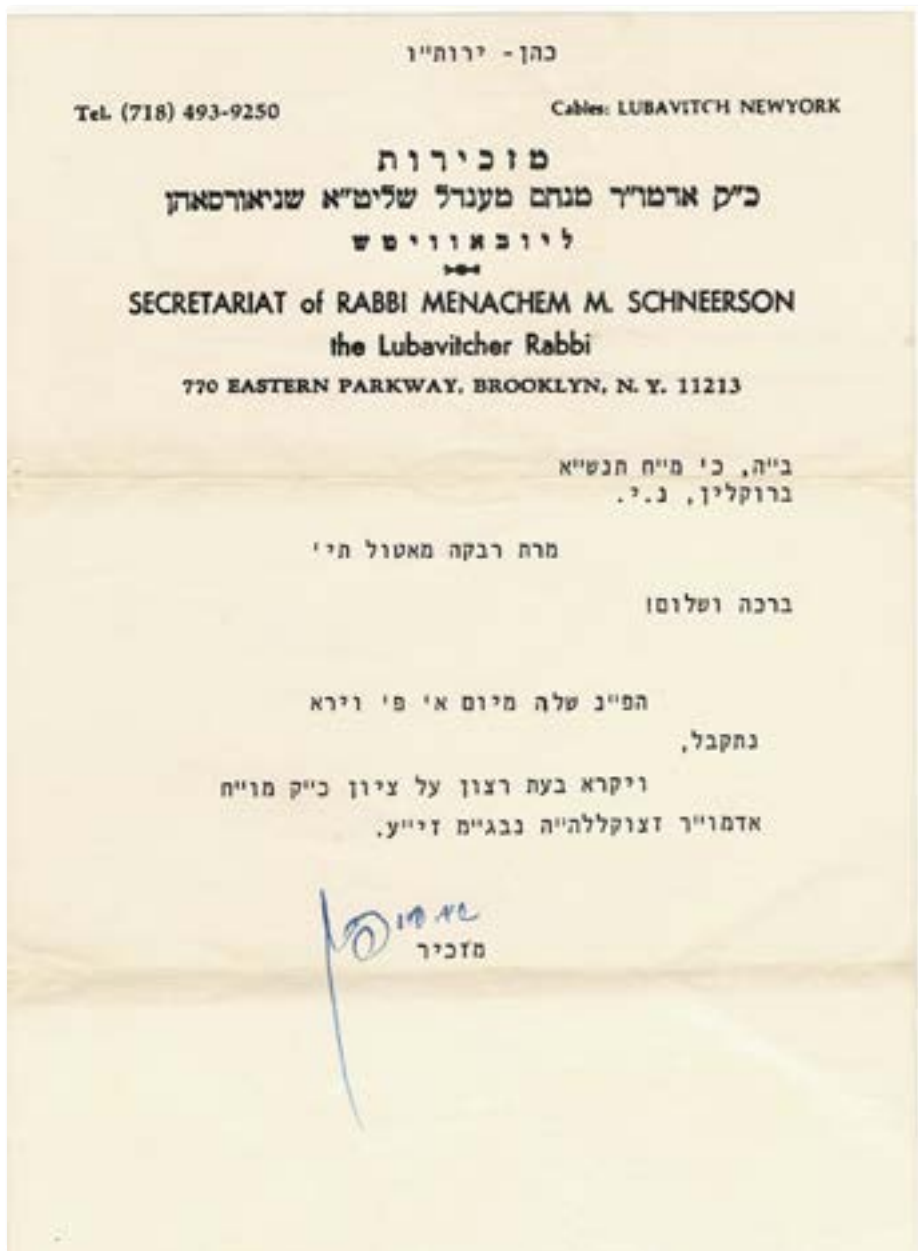 כהן - ירות"ו
Tel. (718) 493-9250 Cables: LUBAVITCH NEWYORK
מזכירות
כ"ק אדמו"ר מנחם מענדל שליט"א שניאורסאהן
ליובאוויטש
SECRETARIAT of RABBI MENACHEM M. SCHNEERSON
the Lubavitcher Rabbi
770 EASTERN PARKWAY, BROOKLYN, N. Y. 11213
ב"ה, כ' מ"ח תנש"א
ברוקלין, נ.י.
מרת רבקה מאטול תי'
ברכה ושלום!
הפ"נ שלה מיום א' פ' וירא
נתקבל,
ויקרא בעת רצון על ציון כ"ק מו"ח
אדמו"ר זצוקללה"ה נבג"מ זי"ע.
מזכיר